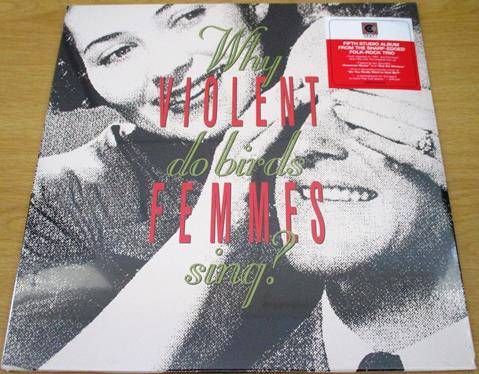 Why
VIOLENT
do birds
FEMMES
sing?
FIFTH STUDIO ALBUM
FROM THE SHARP-EDGED
FOLK-ROCK TRIO